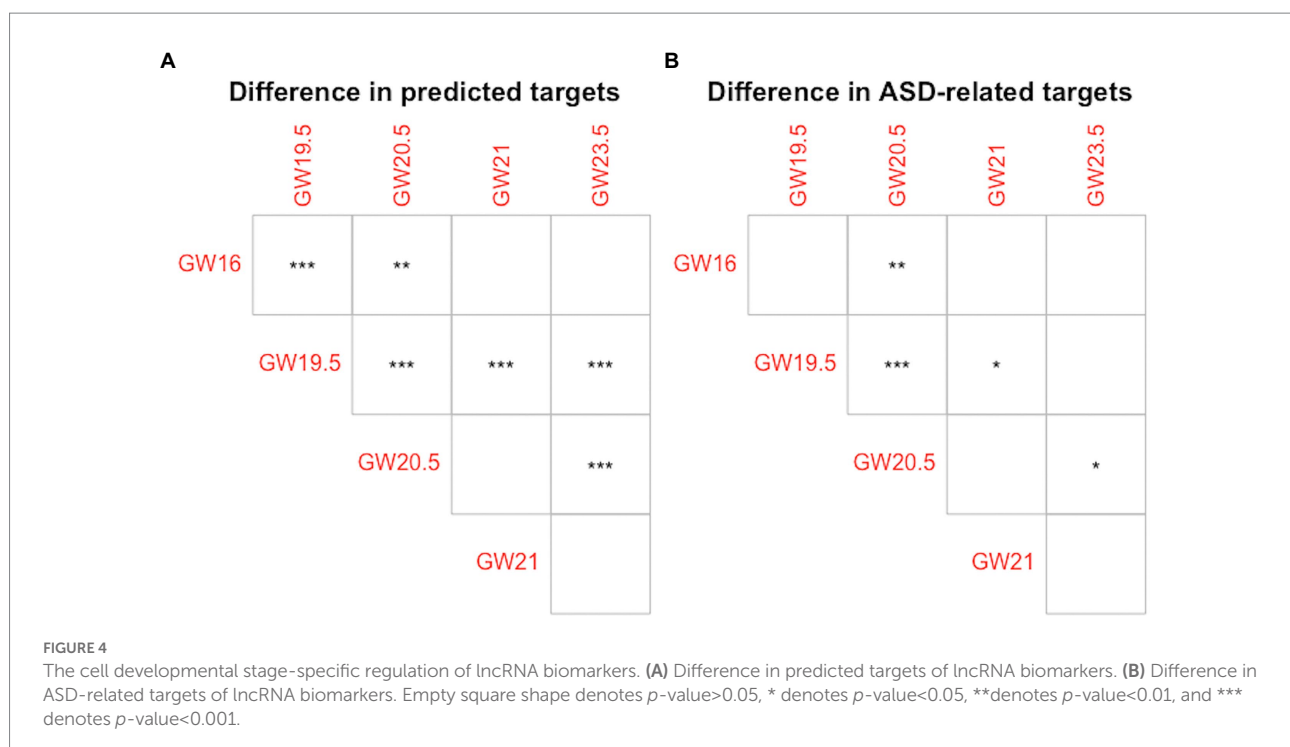 A
Difference in predicted targets
GW19.5 GW20.5 GW21 GW23.5
GW16 *** **
GW19.5 *** *** ***
GW20.5 ***
GW21
B
Difference in ASD-related targets
GW19.5 GW20.5 GW21 GW23.5
GW16 **
GW19.5 *** *
GW20.5 *
GW21
FIGURE 4
The cell developmental stage-specific regulation of lncRNA biomarkers. (A) Difference in predicted targets of lncRNA biomarkers. (B) Difference in
ASD-related targets of lncRNA biomarkers. Empty square shape denotes p-value>0.05, * denotes p-value<0.05, **denotes p-value<0.01, and ***
denotes p-value<0.001.